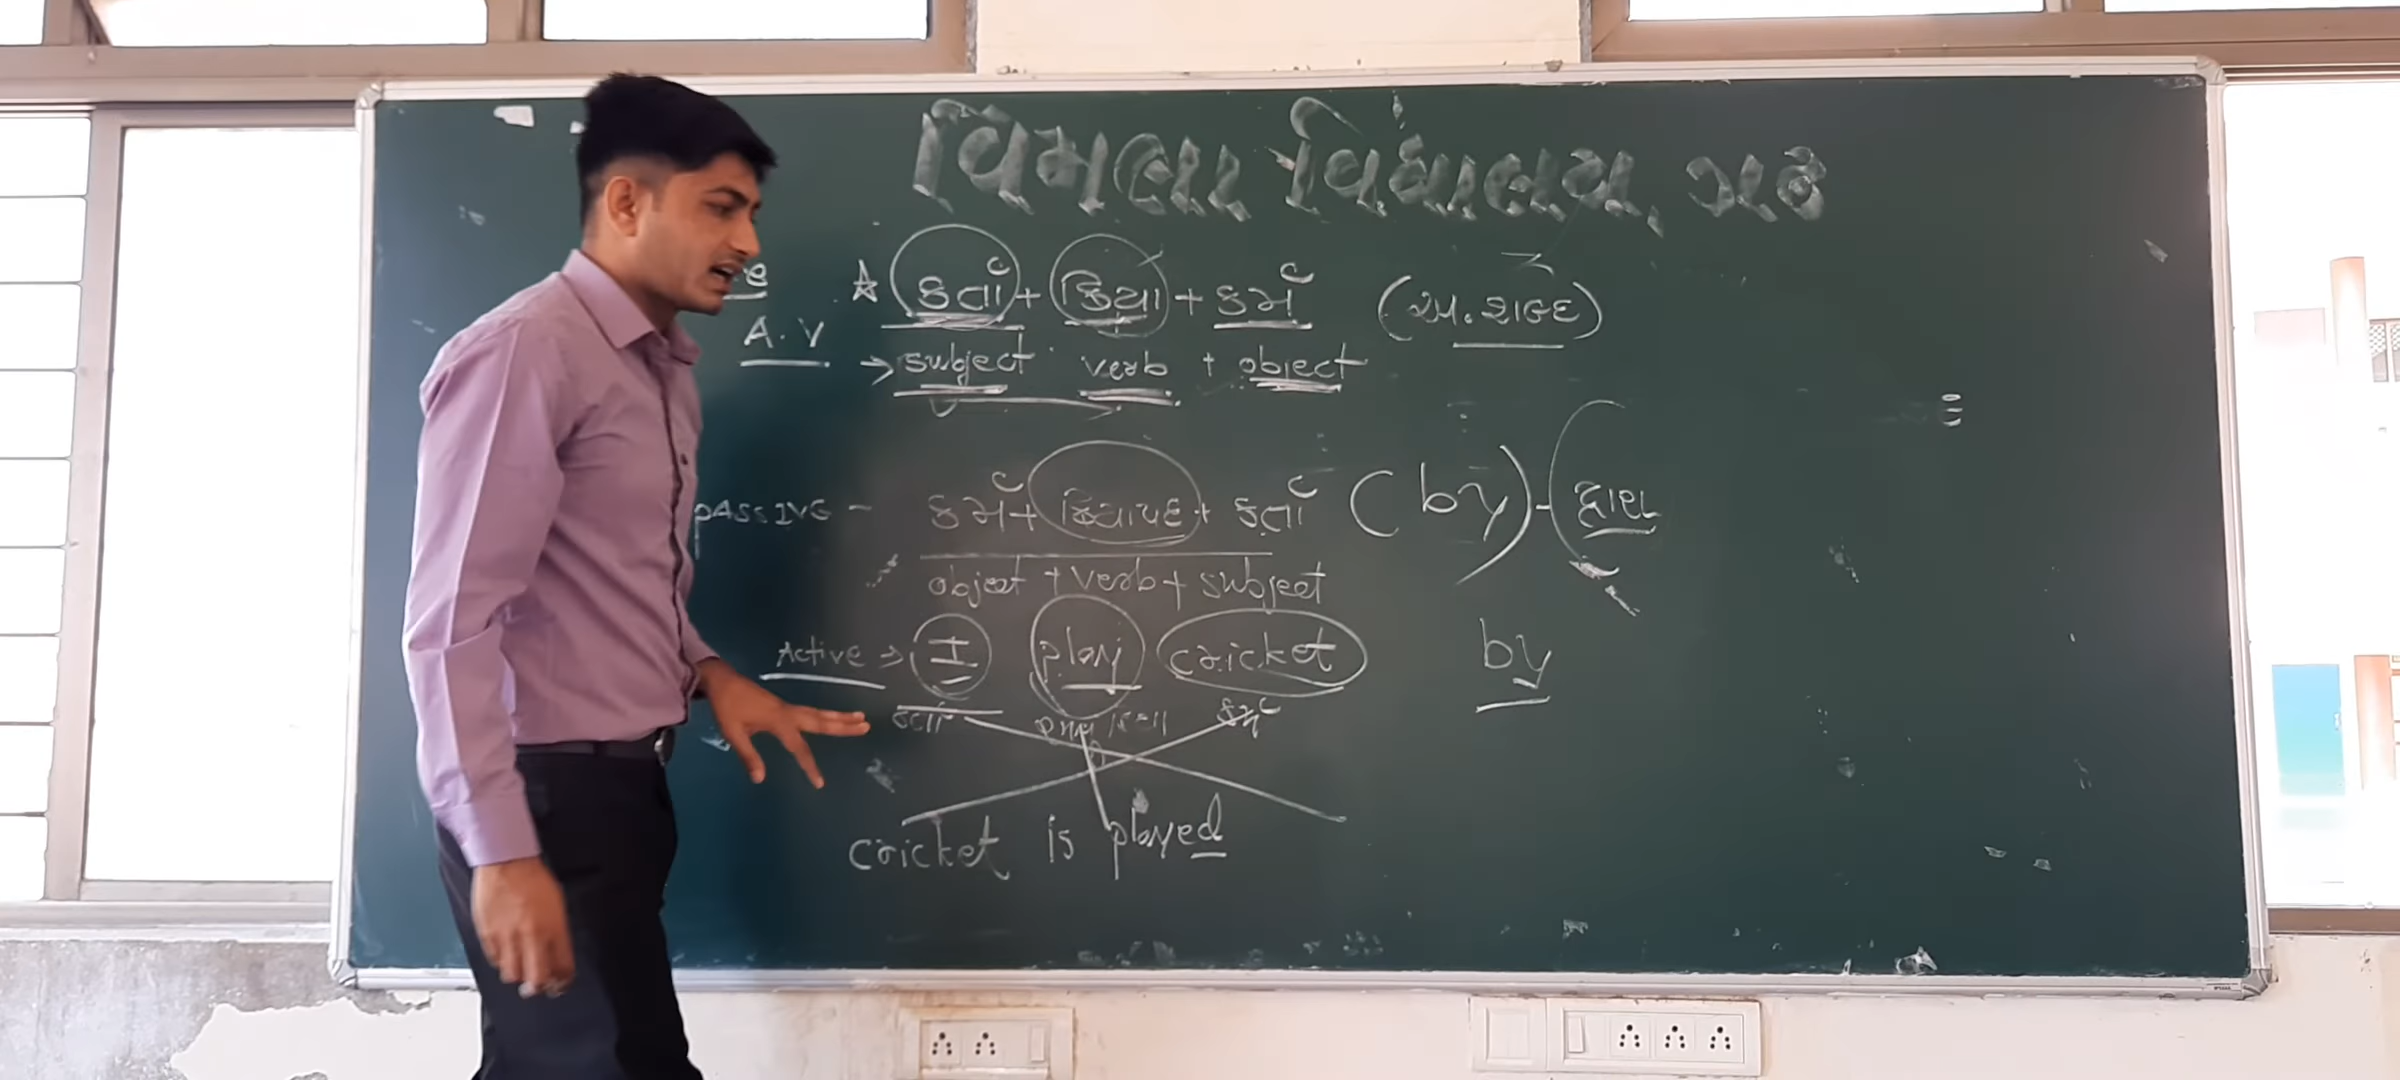 વિમલા વિદ્યાલય, ગઢ
★ કર્તા + ક્રિયા + કર્મ (અ. શબ્દ)
A.V → subject verb + object
PASSIVE - કર્મ + ક્રિયાપદ + કર્તા (by) - દ્વારા
object + verb + subject
Active → I play cricket by
કર્તા કર્મ
cricket is played